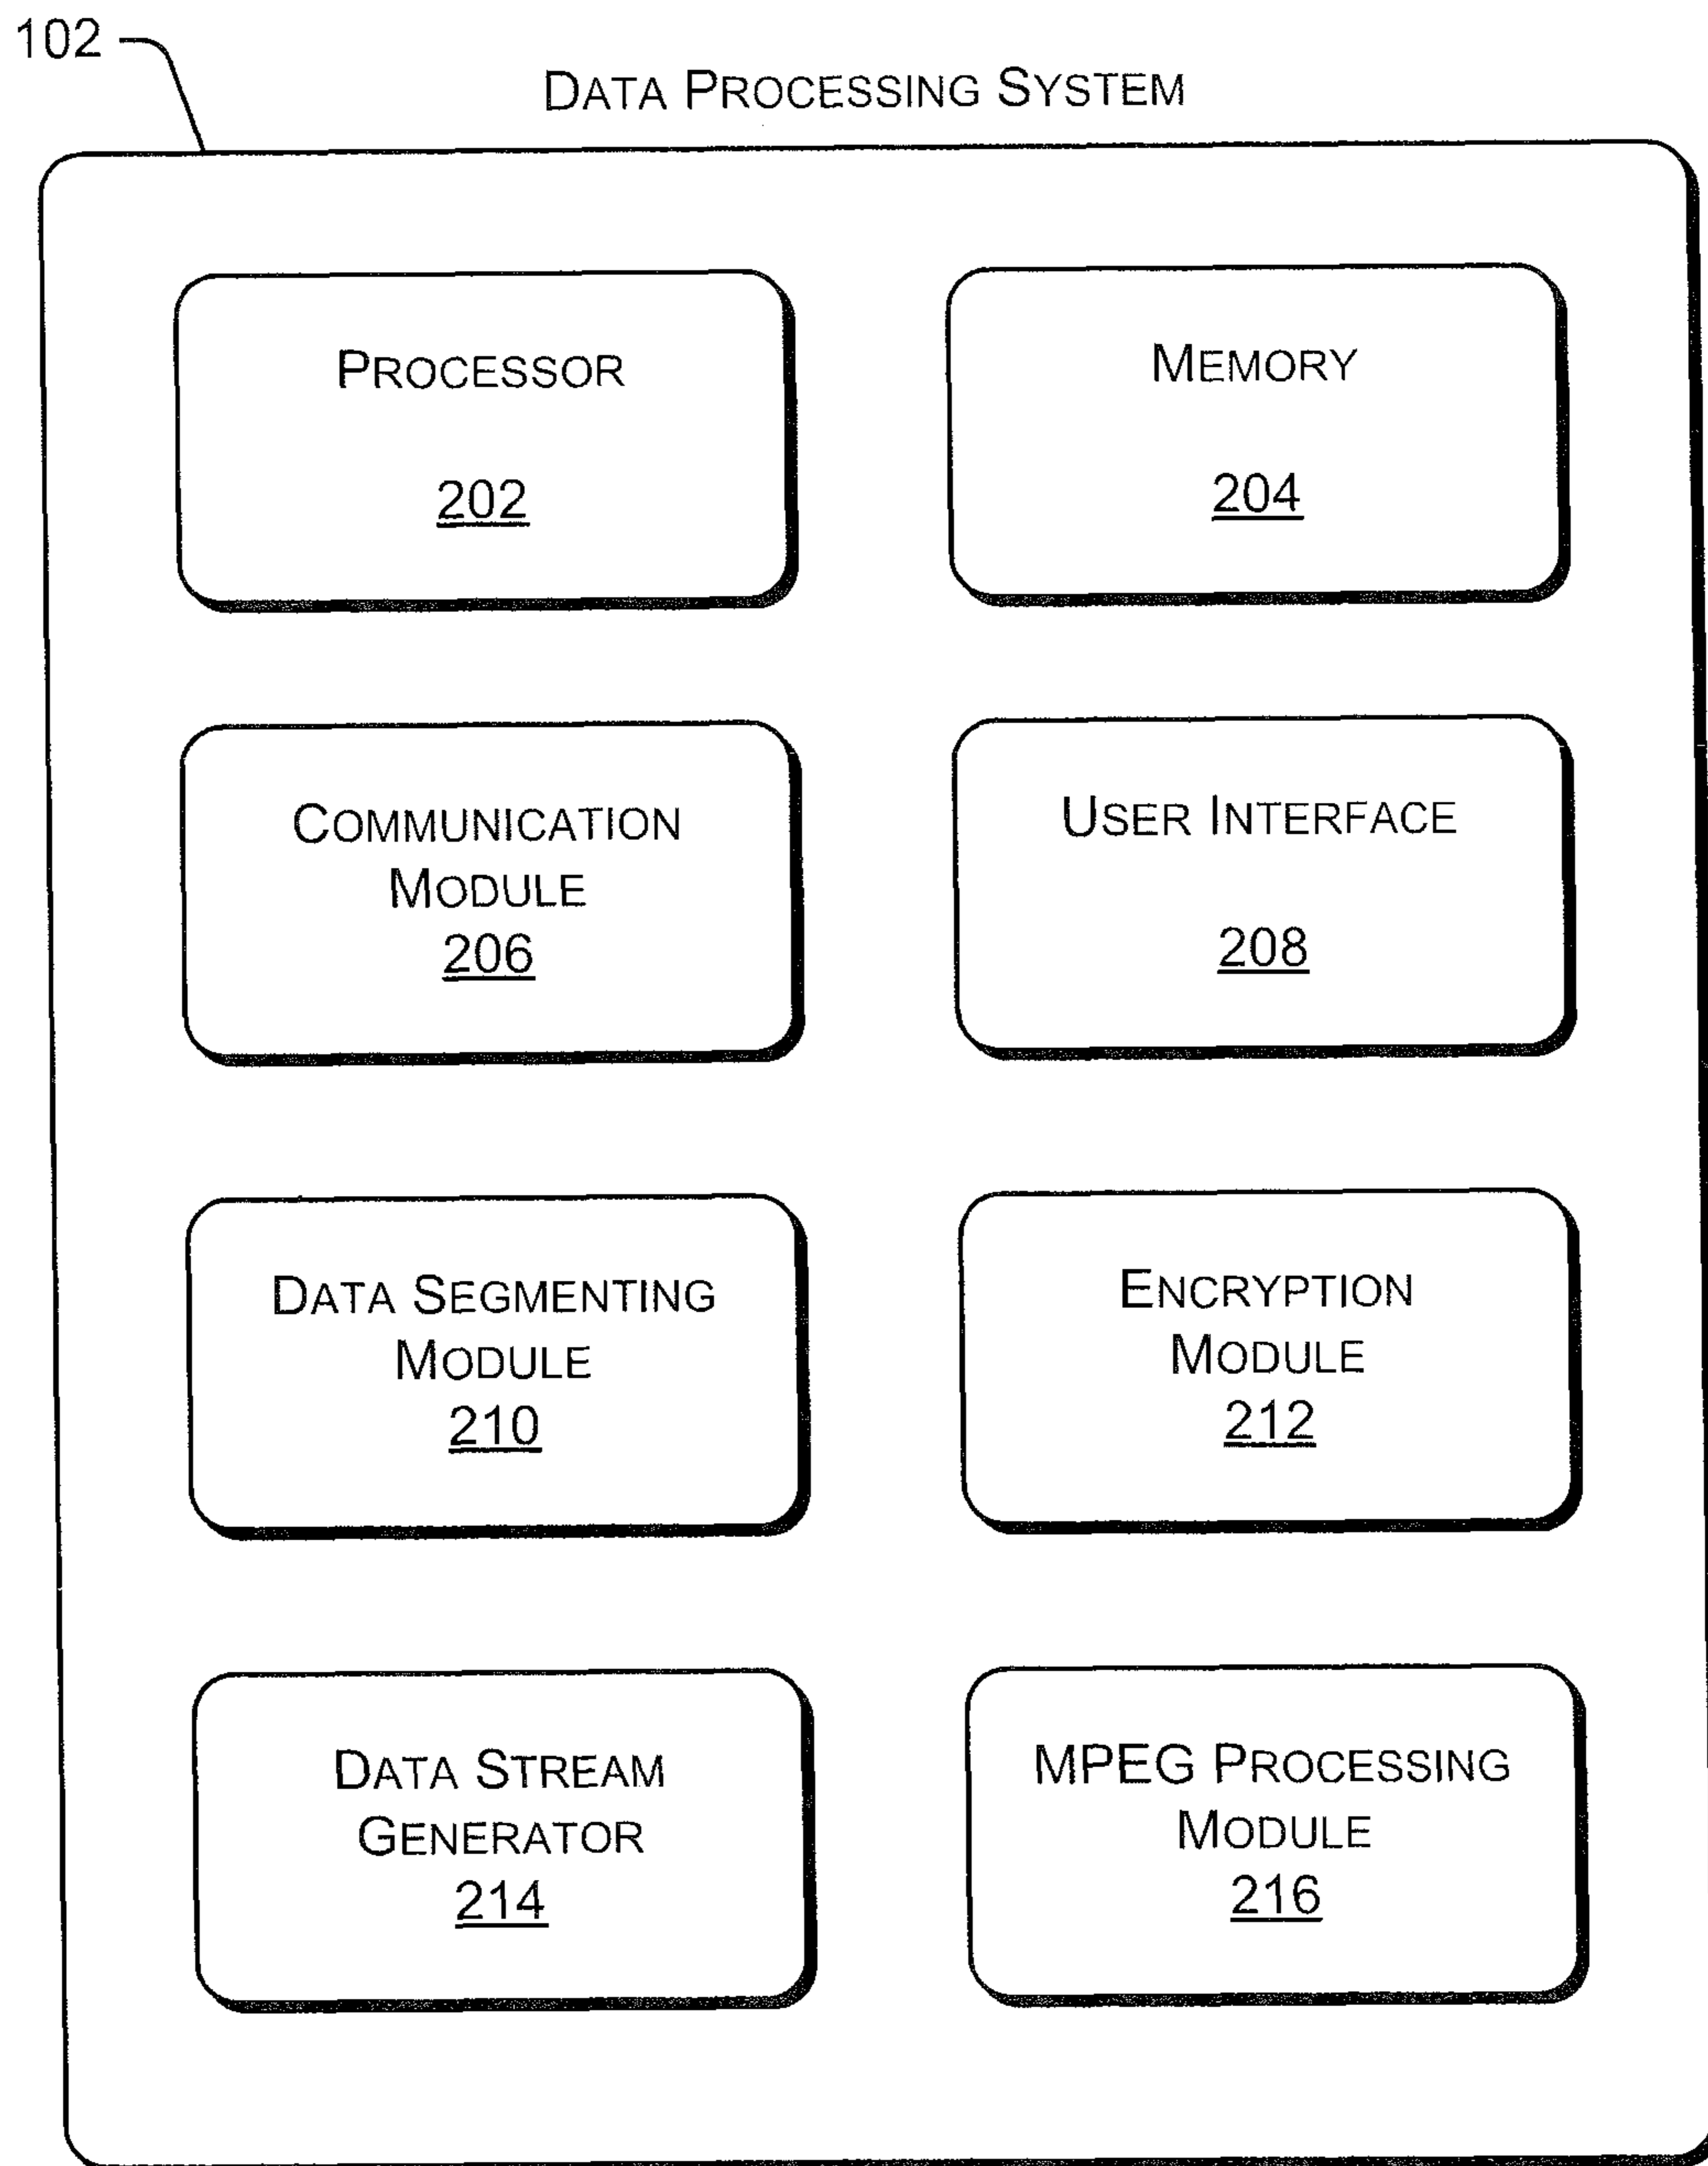 102
DATA PROCESSING SYSTEM
PROCESSOR
202
MEMORY
204
COMMUNICATION
MODULE
206
USER INTERFACE
208
DATA SEGMENTING
MODULE
210
ENCRYPTION
MODULE
212
DATA STREAM
GENERATOR
214
MPEG PROCESSING
MODULE
216